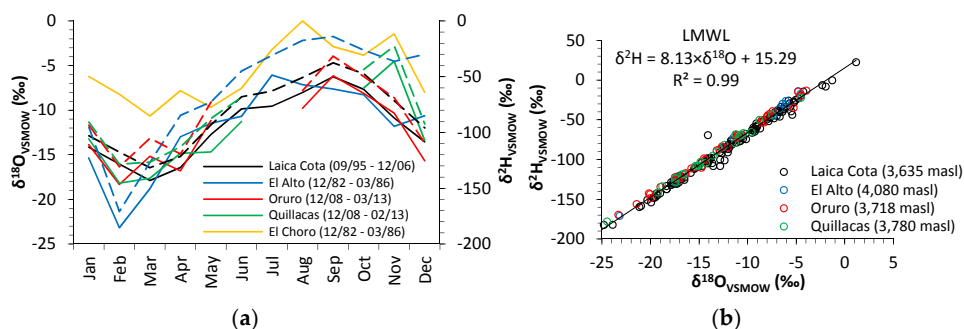 0
-5
-10
-15
-20
-25
δ¹⁸O_VSMOW (‰)
0
-50
-100
-150
-200
δ²H_VSMOW (‰)
Laica Cota (09/95 - 12/06)
El Alto (12/82 - 03/86)
Oruro (12/08 - 03/13)
Quillacas (12/08 - 02/13)
El Choro (12/82 - 03/86)
Jan Feb Mar Apr May Jun Jul Aug Sep Oct Nov Dec
(a)
LMWL
δ²H = 8.13×δ¹⁸O + 15.29
R² = 0.99
50
0
-50
-100
-150
-200
δ²H_VSMOW (‰)
Laica Cota (3,635 masl)
El Alto (4,080 masl)
Oruro (3,718 masl)
Quillacas (3,780 masl)
-25 -20 -15 -10 -5 0 5
δ¹⁸O_VSMOW (‰)
(b)